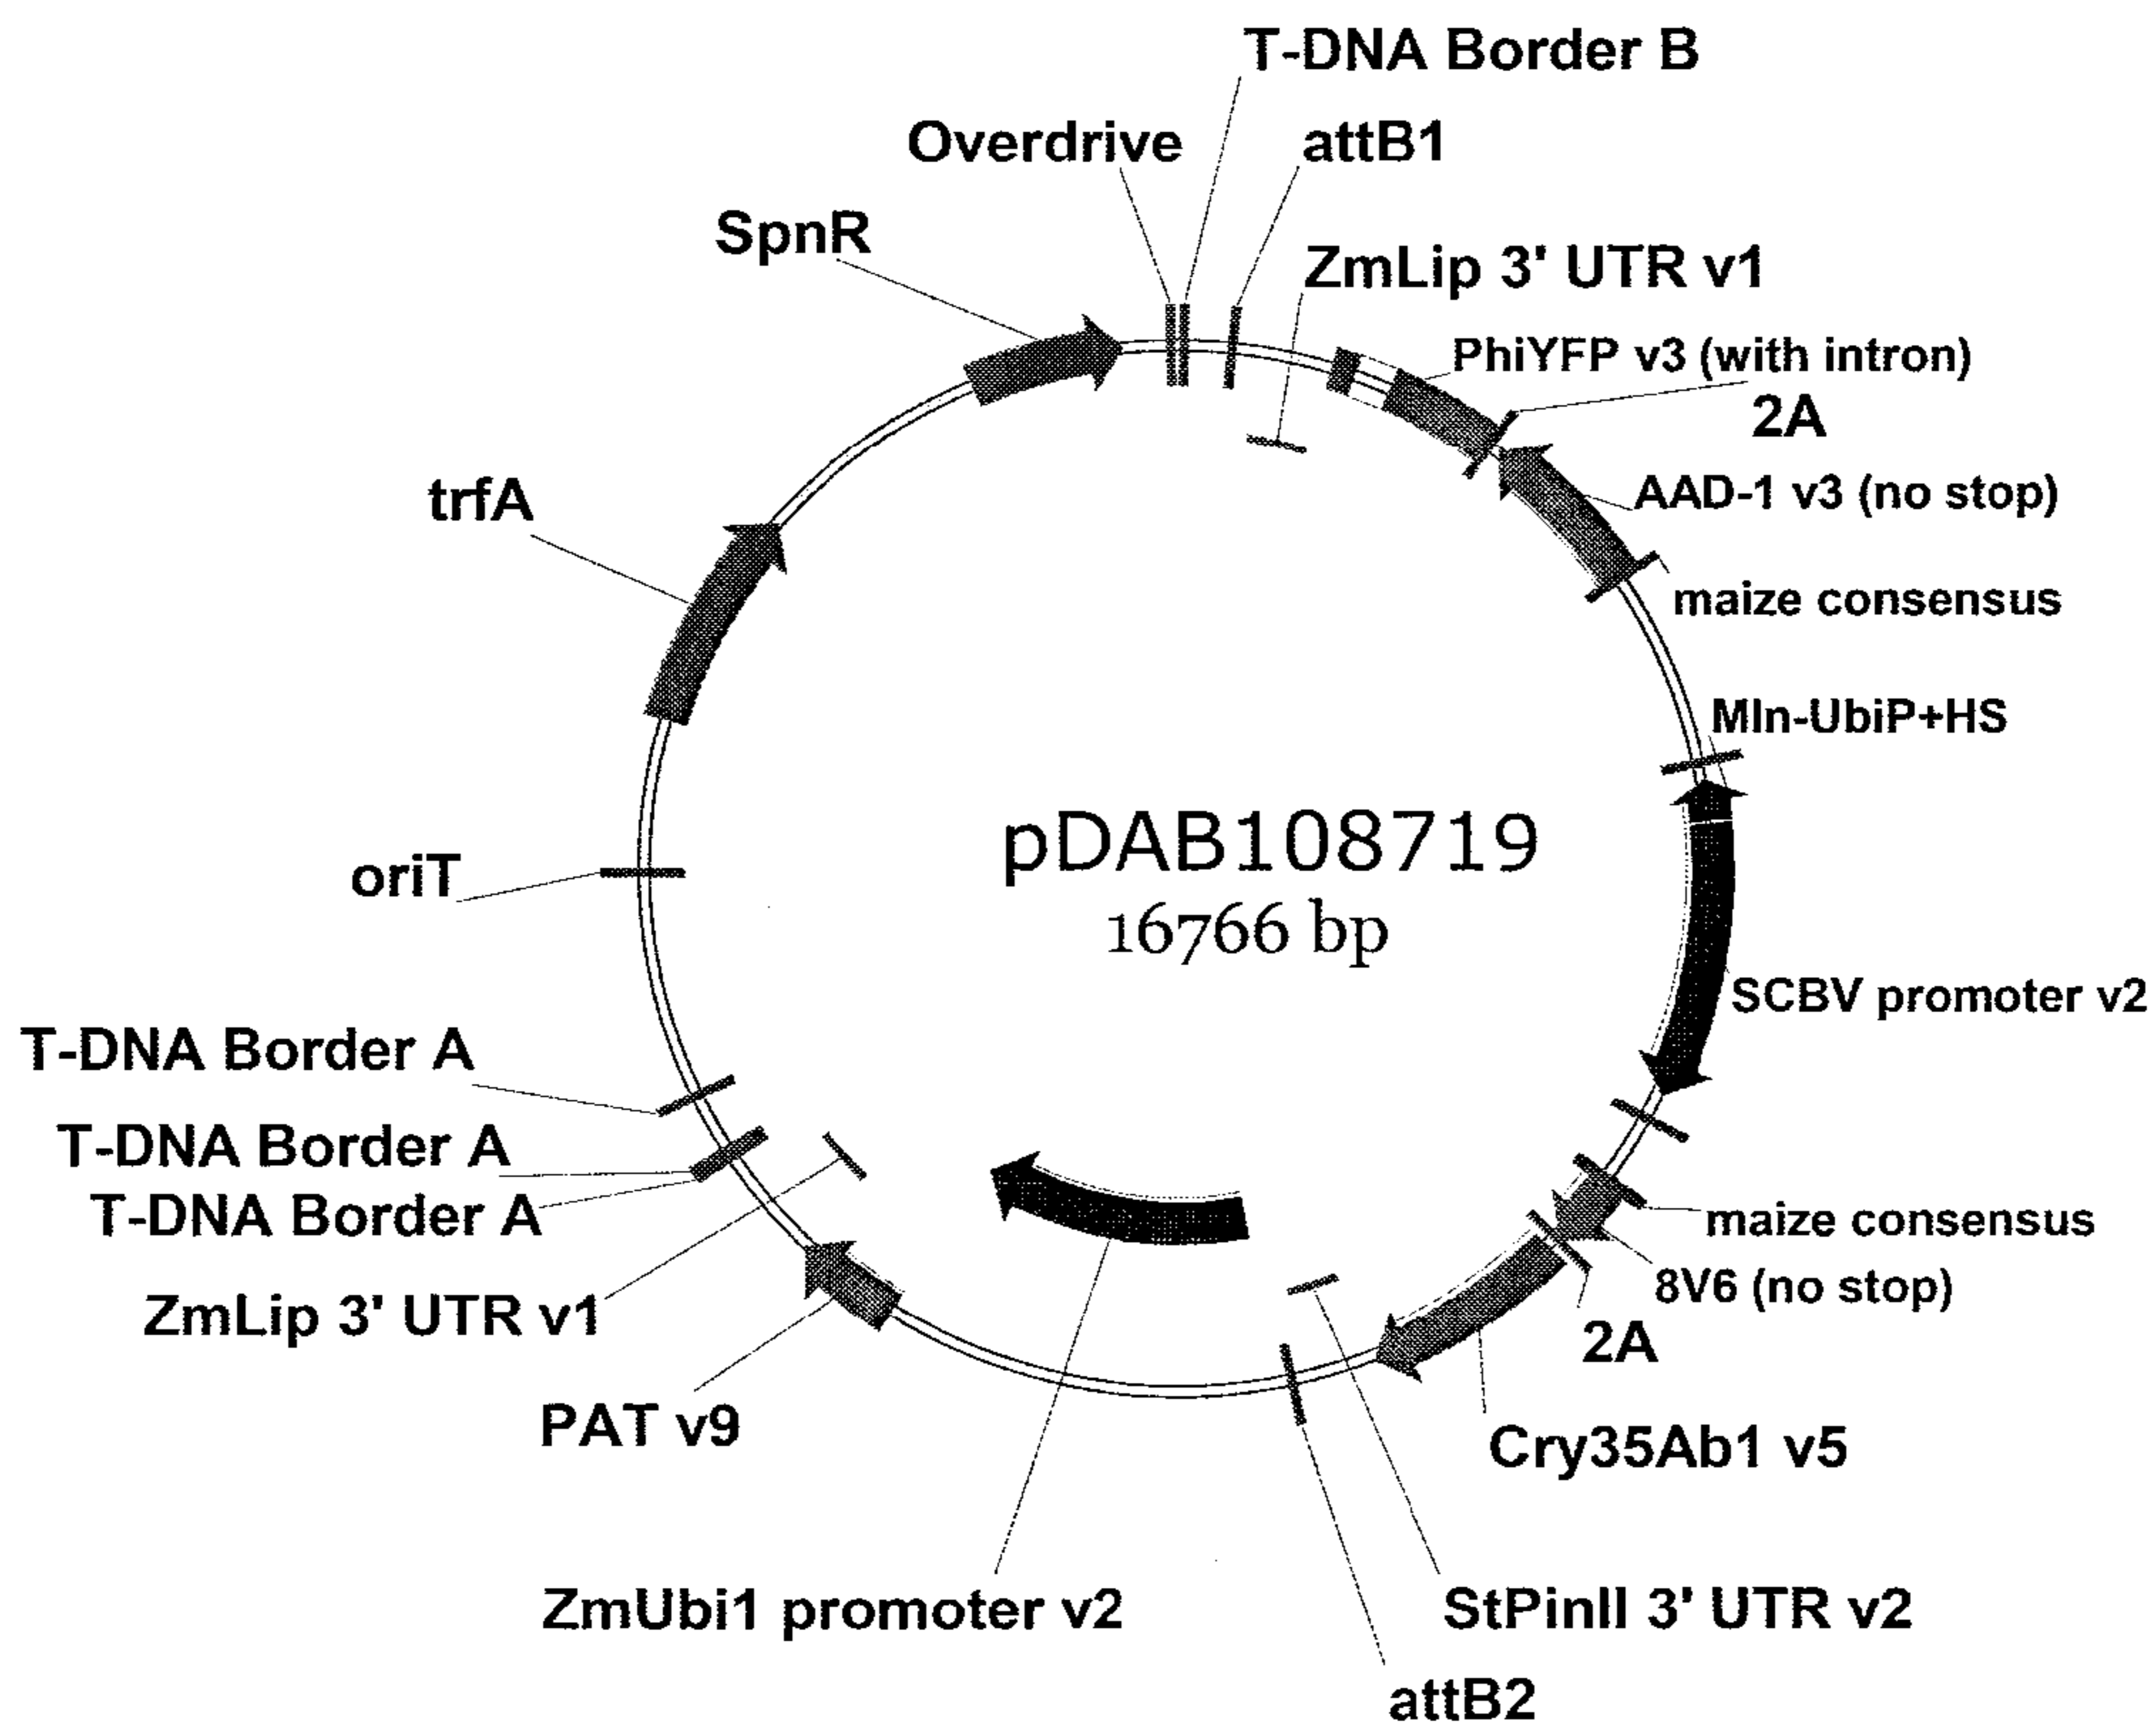 T-DNA Border B
Overdrive
attB1
SpnR
ZmLip 3' UTR v1
PhiYFP v3 (with intron)
2A
AAD-1 v3 (no stop)
trfA
maize consensus
MIn-UbiP+HS
pDAB108719
16766 bp
oriT
SCBV promoter v2
T-DNA Border A
T-DNA Border A
T-DNA Border A
maize consensus
8V6 (no stop)
2A
ZmLip 3' UTR v1
PAT v9
Cry35Ab1 v5
ZmUbi1 promoter v2
StPinII 3' UTR v2
attB2